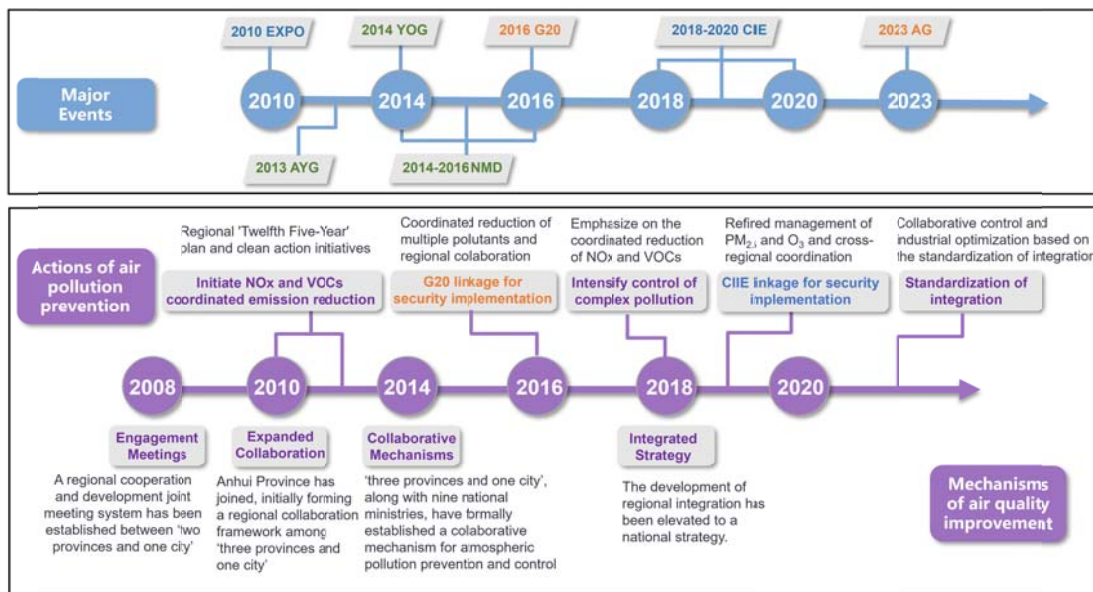 2010 EXPO
2014 YOG
2016 G20
2018-2020 CIE
2023 AG
Major
Events
2010
2014
2016
2018
2020
2023
2013 AYG
2014-2016 NMD
Actions of air
pollution
prevention
Regional 'Twelfth Five-Year'
plan and clean action initiatives
Initiate NOx and VCCs
coordinated emission reduction
Coordinated reduction of
multiple polutants and
regional colaboration
G20 linkage for
security implementation
Emphasize on the
coordinated reduction
of NOx and VOCs
Intensify control of
complex pollution
Refired management of
PM2.5 and O3 and cross-
regional coordination
CIIE linkage for security
implementation
Collaborative control and
industrial optimization based on
the standardization of integration
Standardization of
integration
2008
2010
2014
2016
2018
2020
Engagement
Meetings
A regional cooperation
and development joint
meeting system has been
established between 'two
provinces and one city'
Expanded
Collaboration
Anhui Province has
joined, initially forming
a regional collaboration
framework among
'three provinces and
one city'
Collaborative
Mechanisms
'three provinces and one city',
along with nine national
ministries, have formally
established a collaborative
mechanism for amospheric
pollution prevention and control
Integrated
Strategy
The development of
regional integration has
been elevated to a
national strategy.
Mechanisms
of air quality
improvement